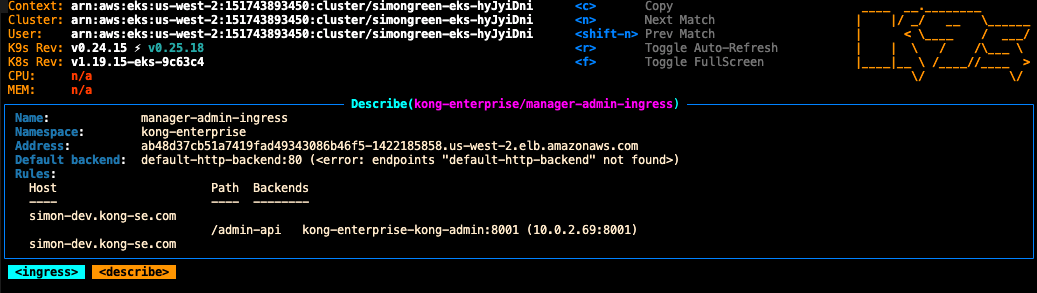 Context: arn:aws:eks:us-west-2:151743893450:cluster/simongreen-eks-hyJyiDni <c> Copy
Cluster: arn:aws:eks:us-west-2:151743893450:cluster/simongreen-eks-hyJyiDni <n> Next Match
User: arn:aws:eks:us-west-2:151743893450:cluster/simongreen-eks-hyJyiDni <shift-n> Prev Match
K9s Rev: v0.24.15 ⚡ v0.25.18 <r> Toggle Auto-Refresh
K8s Rev: v1.19.15-eks-9c63c4 <f> Toggle FullScreen
CPU: n/a
MEM: n/a
Describe(kong-enterprise/manager-admin-ingress)
Name: manager-admin-ingress
Namespace: kong-enterprise
Address: ab48d37cb51a7419fad49343086b46f5-1422185858.us-west-2.elb.amazonaws.com
Default backend: default-http-backend:80 (<error: endpoints "default-http-backend" not found>)
Rules:
Host Path Backends
---- ---- --------
simon-dev.kong-se.com
/admin-api kong-enterprise-kong-admin:8001 (10.0.2.69:8001)
simon-dev.kong-se.com
<ingress> <describe>